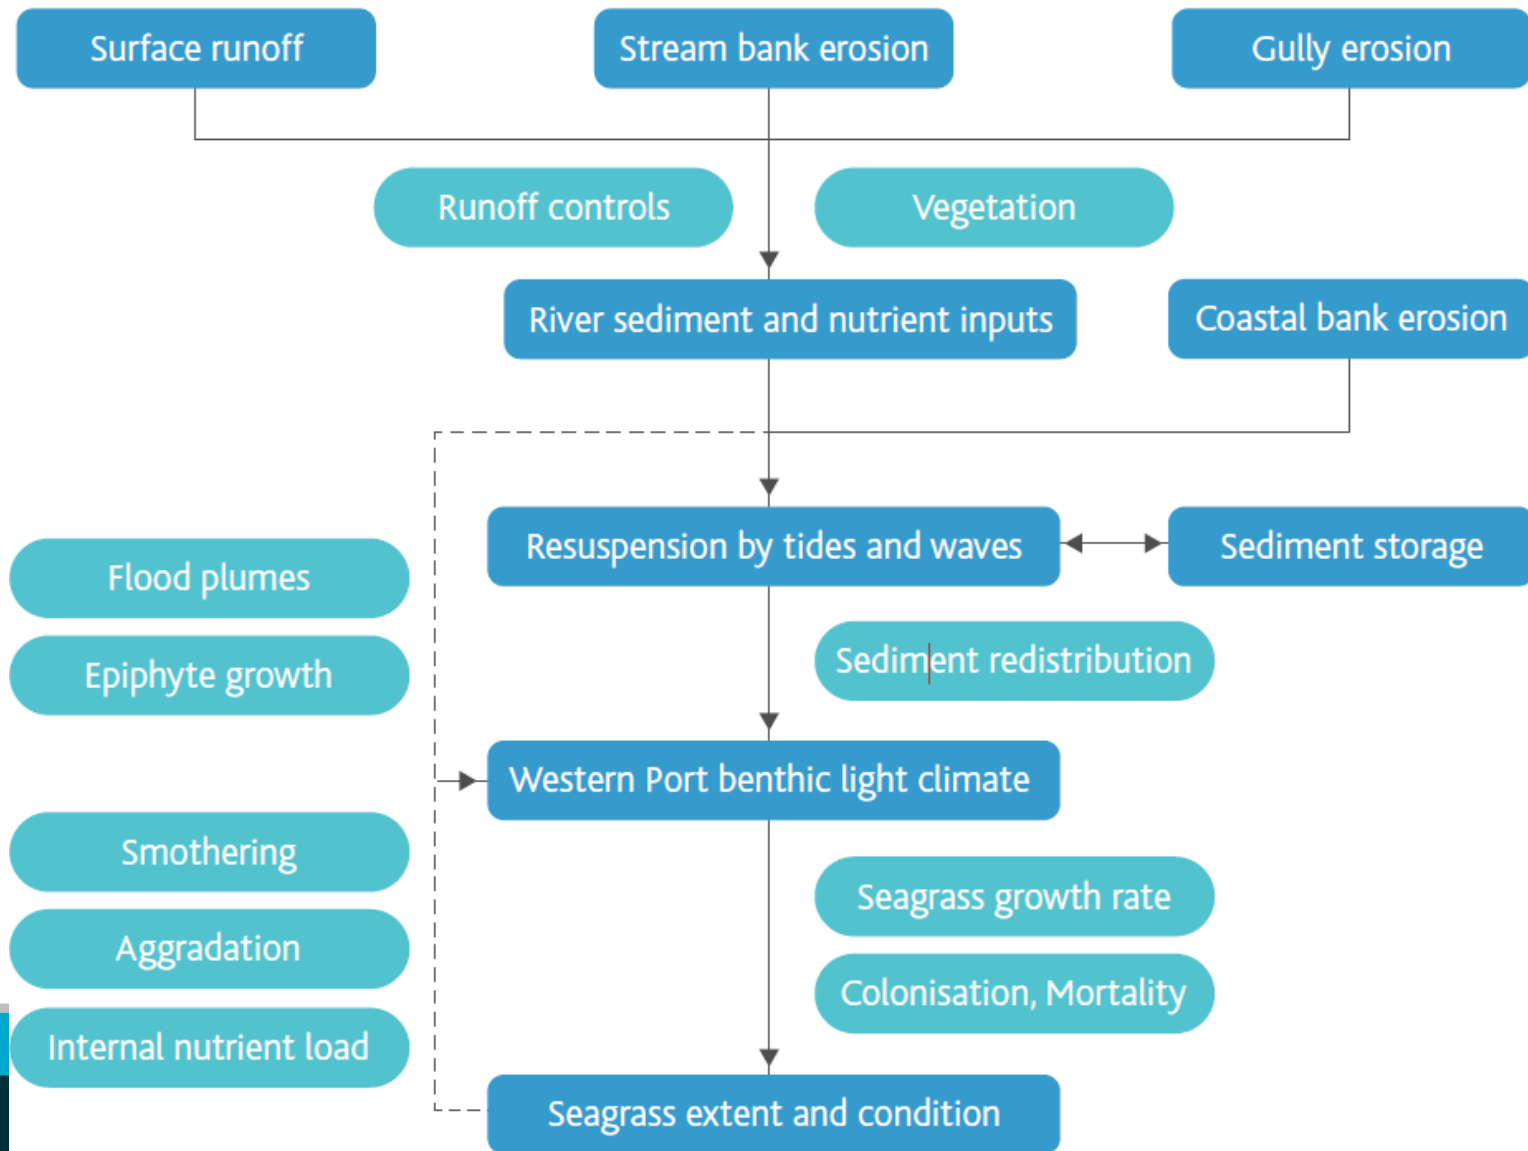 Surface runoff
Stream bank erosion
Gully erosion
Runoff controls
Vegetation
River sediment and nutrient inputs
Coastal bank erosion
Resuspension by tides and waves
Sediment storage
Flood plumes
Sediment redistribution
Epiphyte growth
Western Port benthic light climate
Smothering
Seagrass growth rate
Aggradation
Colonisation, Mortality
Internal nutrient load
Seagrass extent and condition